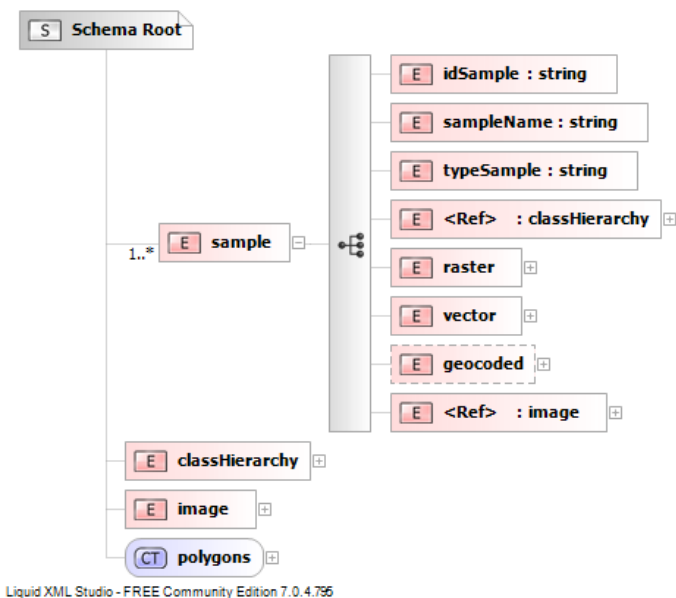 S Schema Root
E idSample : string
E sampleName : string
E typeSample : string
E <Ref> : classHierarchy
1..* E sample
E raster
E vector
E geocoded
E <Ref> : image
E classHierarchy
E image
CT polygons
Liquid XML Studio - FREE Community Edition 7.0.4.795